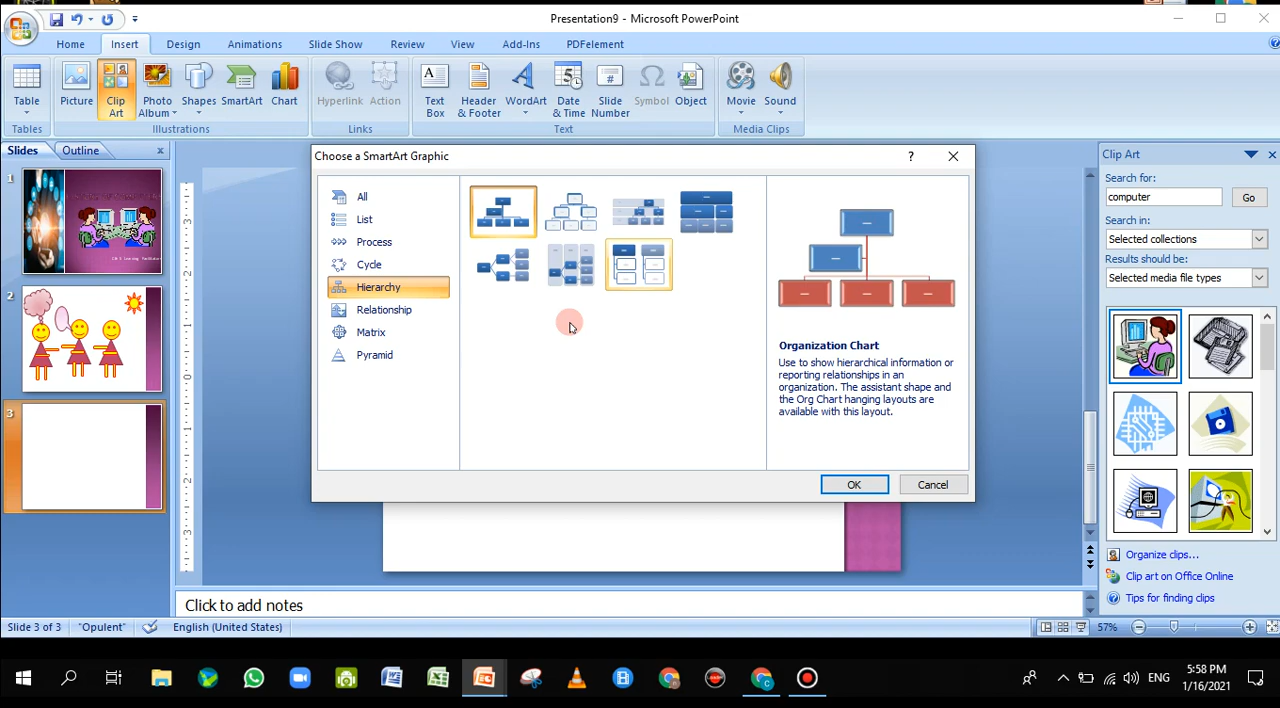 Presentation9 - Microsoft PowerPoint
Home Insert Design Animations Slide Show Review View Add-Ins PDFelement
Table Picture Clip Art Photo Album Shapes SmartArt Chart Hyperlink Action Text Box Header & Footer WordArt Date & Time Slide Number Symbol Object Movie Sound
Tables Illustrations Links Text Media Clips
Slides Outline
1
2
3
Choose a SmartArt Graphic
All
List
Process
Cycle
Hierarchy
Relationship
Matrix
Pyramid
Organization Chart
Use to show hierarchical information or
reporting relationships in an
organization. The assistant shape and
the Org Chart hanging layouts are
available with this layout.
OK Cancel
Clip Art
Search for:
computer Go
Search in:
Selected collections
Results should be:
Selected media file types
Organize clips...
Clip art on Office Online
Tips for finding clips
Click to add notes
Slide 3 of 3 "Opulent" English (United States) 57%
ENG 5:58 PM
1/16/2021